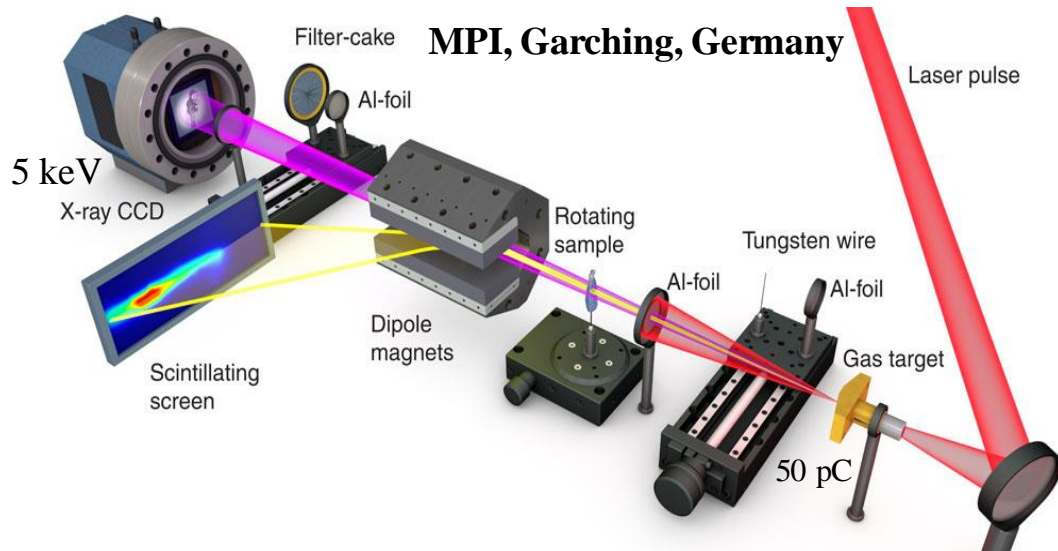 MPI, Garching, Germany
Filter-cake
Al-foil
Laser pulse
5 keV
X-ray CCD
Rotating
sample
Tungsten wire
Al-foil
Al-foil
Dipole
magnets
Gas target
Scintillating
screen
50 pC